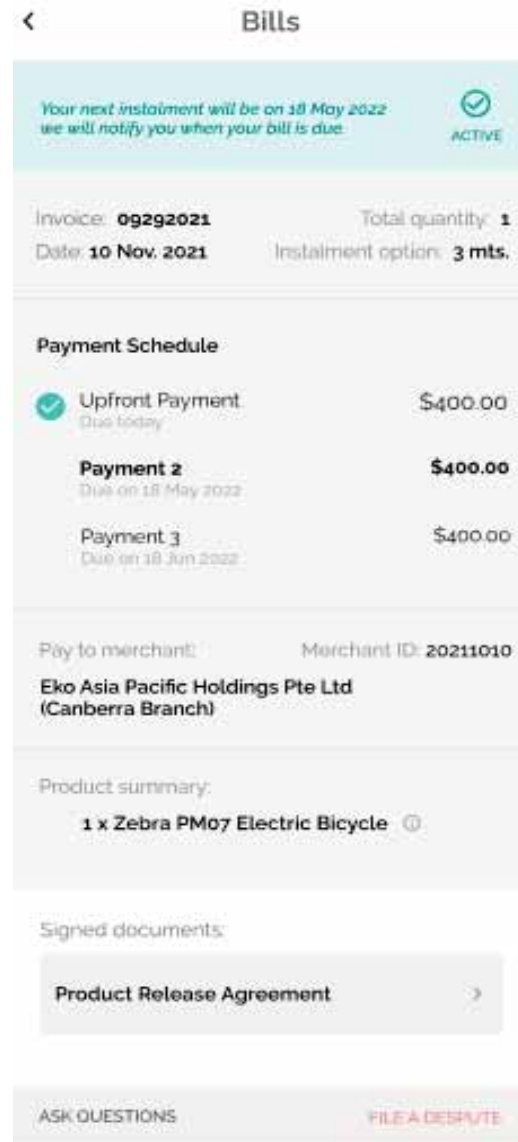 Bills
Your next instalment will be on 18 May 2022
we will notify you when your bill is due.
ACTIVE
Invoice: 09292021
Total quantity: 1
Date: 10 Nov. 2021
Instalment option: 3 mts.
Payment Schedule
Upfront Payment
$400.00
Due today
Payment 2
$400.00
Due on 18 May 2022
Payment 3
$400.00
Due on 18 Jun 2022
Pay to merchant:
Merchant ID: 20211010
Eko Asia Pacific Holdings Pte Ltd
(Canberra Branch)
Product summary:
1 x Zebra PM07 Electric Bicycle
Signed documents:
Product Release Agreement
ASK QUESTIONS
FILE A DESPUTE